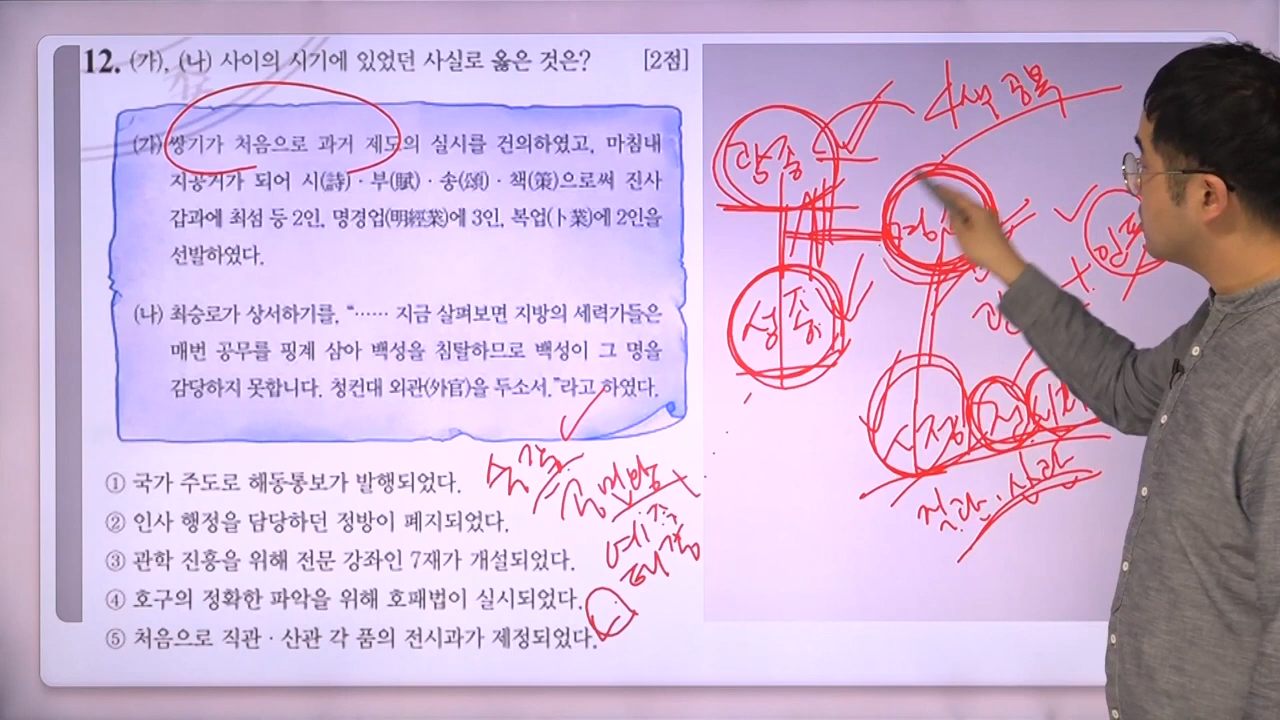 12. (가), (나) 사이의 시기에 있었던 사실로 옳은 것은? [2점]
(가) 쌍기가 처음으로 과거 제도의 실시를 건의하였고, 마침내
지공거가 되어 시(詩)·부(賦)·송(頌)·책(策)으로써 진사
갑과에 최섬 등 2인, 명경업(明經業)에 3인, 복업(卜業)에 2인을
선발하였다.
(나) 최승로가 상서하기를, “…… 지금 살펴보면 지방의 세력가들은
매번 공무를 핑계 삼아 백성을 침탈하므로 백성이 그 명을
감당하지 못합니다. 청컨대 외관(外官)을 두소서.”라고 하였다.
① 국가 주도로 해동통보가 발행되었다.
② 인사 행정을 담당하던 정방이 폐지되었다.
③ 관학 진흥을 위해 전문 강좌인 7재가 개설되었다.
④ 호구의 정확한 파악을 위해 호패법이 실시되었다.
⑤ 처음으로 직관·산관 각 품의 전시과가 제정되었다.
공민왕
예종
태종
광종
4색 공복
성종
인품
시정
전
직관·산관